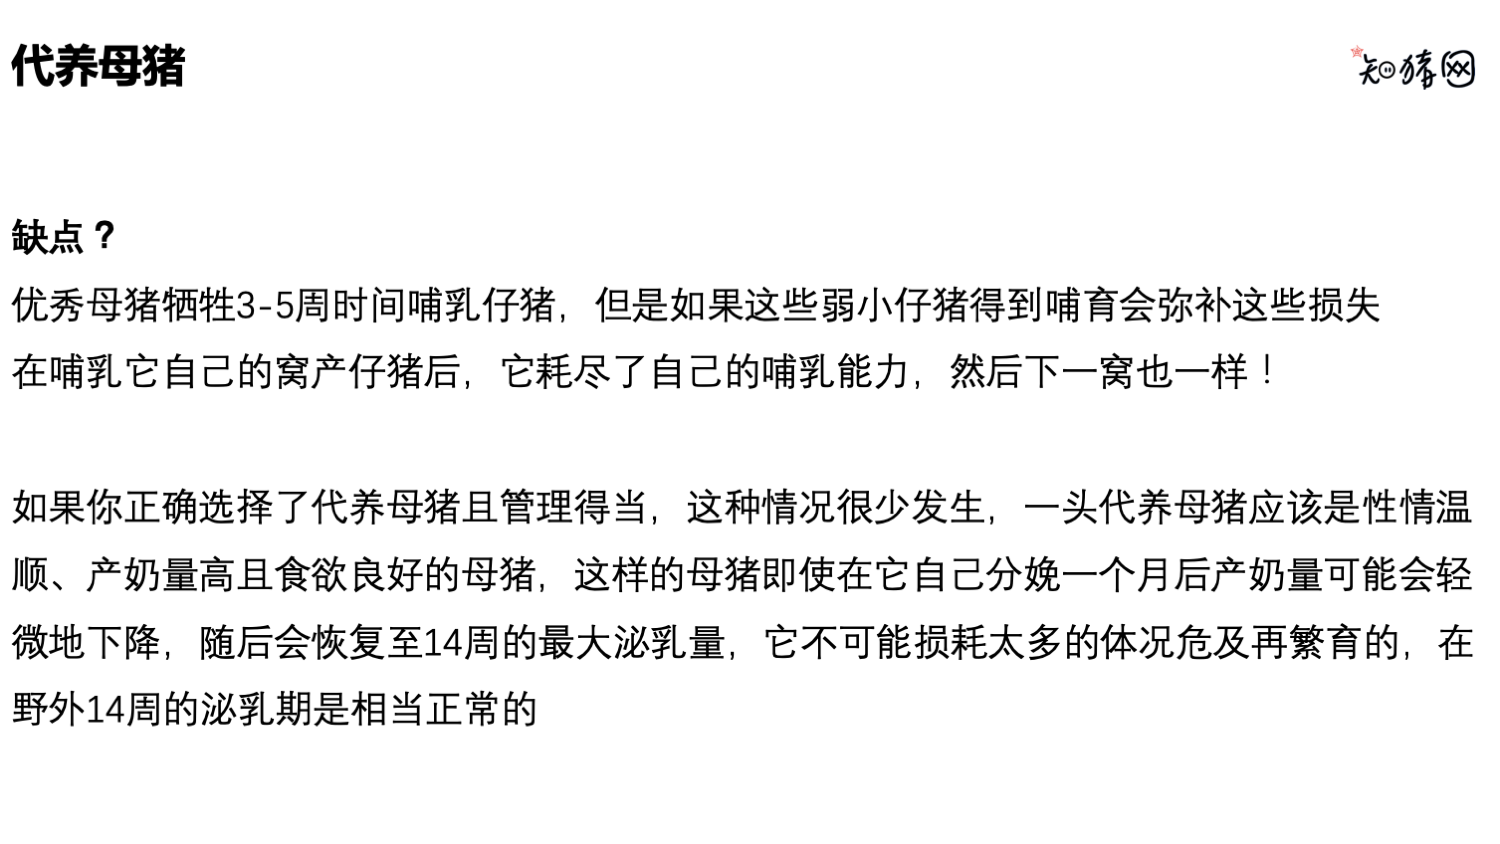 代养母猪
知猪网
缺点？
优秀母猪牺牲3-5周时间哺乳仔猪，但是如果这些弱小仔猪得到哺育会弥补这些损失
在哺乳它自己的窝产仔猪后，它耗尽了自己的哺乳能力，然后下一窝也一样！
如果你正确选择了代养母猪且管理得当，这种情况很少发生，一头代养母猪应该是性情温
顺、产奶量高且食欲良好的母猪，这样的母猪即使在它自己分娩一个月后产奶量可能会轻
微地下降，随后会恢复至14周的最大泌乳量，它不可能损耗太多的体况危及再繁育的，在
野外14周的泌乳期是相当正常的